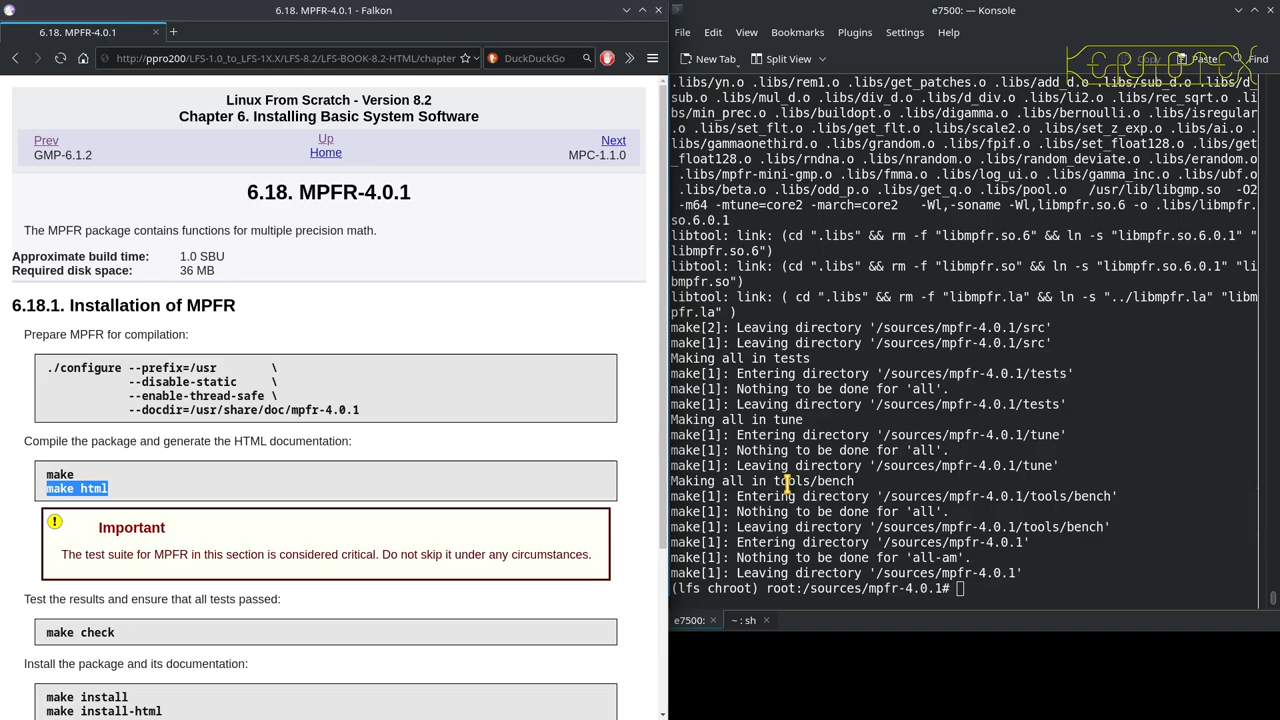 6.18. MPFR-4.0.1 - Falkon
6.18. MPFR-4.0.1
http://ppro200/LFS-1.0_to_LFS-1X.X/LFS-8.2/LFS-BOOK-8.2-HTML/chapter
DuckDuckGo
Linux From Scratch - Version 8.2
Chapter 6. Installing Basic System Software
Prev
Up
Next
GMP-6.1.2
Home
MPC-1.1.0
6.18. MPFR-4.0.1
The MPFR package contains functions for multiple precision math.
Approximate build time: 1.0 SBU
Required disk space: 36 MB
6.18.1. Installation of MPFR
Prepare MPFR for compilation:
./configure --prefix=/usr \
--disable-static \
--enable-thread-safe \
--docdir=/usr/share/doc/mpfr-4.0.1
Compile the package and generate the HTML documentation:
make
make html
Important
The test suite for MPFR in this section is considered critical. Do not skip it under any circumstances.
Test the results and ensure that all tests passed:
make check
Install the package and its documentation:
make install
make install-html
e7500: — Konsole
File Edit View Bookmarks Plugins Settings Help
New Tab Split View Copy Paste Find
.libs/yn.o .libs/rem1.o .libs/get_patches.o .libs/add_d.o .libs/sub_d.o .libs/d_
sub.o .libs/mul_d.o .libs/div_d.o .libs/d_div.o .libs/li2.o .libs/rec_sqrt.o .li
bs/min_prec.o .libs/buildopt.o .libs/digamma.o .libs/bernoulli.o .libs/isregular
.o .libs/set_flt.o .libs/get_flt.o .libs/scale2.o .libs/set_z_exp.o .libs/ai.o .
libs/gammaonethird.o .libs/grandom.o .libs/fpif.o .libs/set_float128.o .libs/get
_float128.o .libs/rndna.o .libs/nrandom.o .libs/random_deviate.o .libs/erandom.o
.libs/mpfr-mini-gmp.o .libs/fmma.o .libs/log_ui.o .libs/gamma_inc.o .libs/ubf.o
.libs/beta.o .libs/odd_p.o .libs/get_q.o .libs/pool.o /usr/lib/libgmp.so -O2
-m64 -mtune=core2 -march=core2 -Wl,-soname -Wl,libmpfr.so.6 -o .libs/libmpfr.
so.6.0.1
libtool: link: (cd ".libs" && rm -f "libmpfr.so.6" && ln -s "libmpfr.so.6.0.1" "
libmpfr.so.6")
libtool: link: (cd ".libs" && rm -f "libmpfr.so" && ln -s "libmpfr.so.6.0.1" "li
bmpfr.so")
libtool: link: ( cd ".libs" && rm -f "libmpfr.la" && ln -s "../libmpfr.la" "libm
pfr.la" )
make[2]: Leaving directory '/sources/mpfr-4.0.1/src'
make[1]: Leaving directory '/sources/mpfr-4.0.1/src'
Making all in tests
make[1]: Entering directory '/sources/mpfr-4.0.1/tests'
make[1]: Nothing to be done for 'all'.
make[1]: Leaving directory '/sources/mpfr-4.0.1/tests'
Making all in tune
make[1]: Entering directory '/sources/mpfr-4.0.1/tune'
make[1]: Nothing to be done for 'all'.
make[1]: Leaving directory '/sources/mpfr-4.0.1/tune'
Making all in tools/bench
make[1]: Entering directory '/sources/mpfr-4.0.1/tools/bench'
make[1]: Nothing to be done for 'all'.
make[1]: Leaving directory '/sources/mpfr-4.0.1/tools/bench'
make[1]: Entering directory '/sources/mpfr-4.0.1'
make[1]: Nothing to be done for 'all-am'.
make[1]: Leaving directory '/sources/mpfr-4.0.1'
(lfs chroot) root:/sources/mpfr-4.0.1#
e7500: ~ : sh